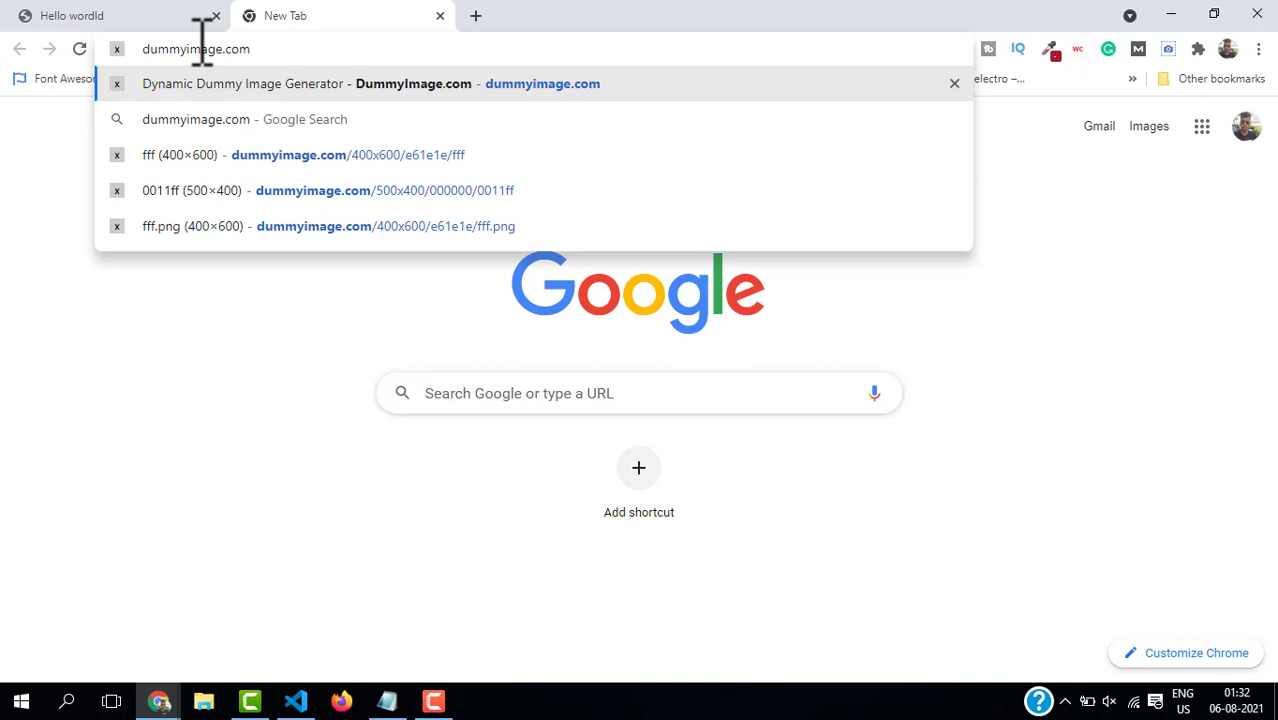 Hello wordld
New Tab
dummyimage.com
Font Aweso
electro –...
Other bookmarks
Dynamic Dummy Image Generator - DummyImage.com - dummyimage.com
dummyimage.com - Google Search
fff (400×600) - dummyimage.com/400x600/e61e1e/fff
0011ff (500×400) - dummyimage.com/500x400/000000/0011ff
fff.png (400×600) - dummyimage.com/400x600/e61e1e/fff.png
Gmail Images
Google
Search Google or type a URL
Add shortcut
Customize Chrome
ENG 01:32
US 06-08-2021